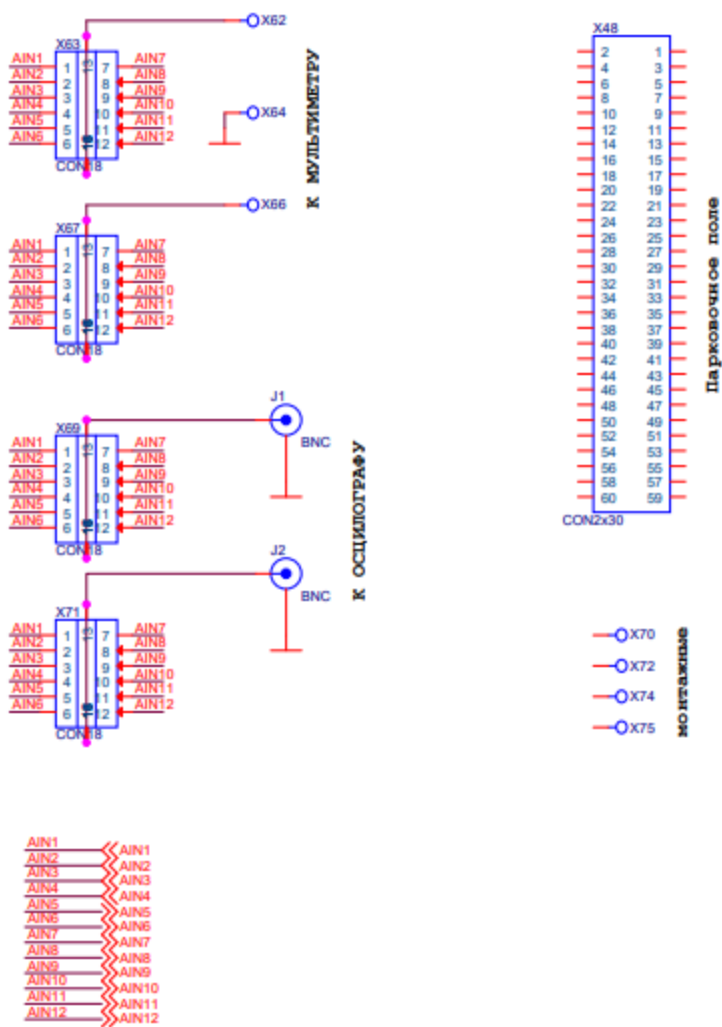 X62
X63
AIN1 1 13 7 AIN7
AIN2 2 8 AIN8
AIN3 3 9 AIN9
AIN4 4 10 AIN10
AIN5 5 11 AIN11
AIN6 6 12 AIN12
CON18
X64
К МУЛЬТИМЕТРУ
X66
X67
AIN1 1 13 7 AIN7
AIN2 2 8 AIN8
AIN3 3 9 AIN9
AIN4 4 10 AIN10
AIN5 5 11 AIN11
AIN6 6 12 AIN12
CON18
J1
BNC
X69
AIN1 1 13 7 AIN7
AIN2 2 8 AIN8
AIN3 3 9 AIN9
AIN4 4 10 AIN10
AIN5 5 11 AIN11
AIN6 6 12 AIN12
CON18
К ОСЦИЛОГРАФУ
J2
BNC
X71
AIN1 1 13 7 AIN7
AIN2 2 8 AIN8
AIN3 3 9 AIN9
AIN4 4 10 AIN10
AIN5 5 11 AIN11
AIN6 6 12 AIN12
CON18
X48
2 1
4 3
6 5
8 7
10 9
12 11
14 13
16 15
18 17
20 19
22 21
24 23
26 25
28 27
30 29
32 31
34 33
36 35
38 37
40 39
42 41
44 43
46 45
48 47
50 49
52 51
54 53
56 55
58 57
60 59
CON2x30
Парковочное поле
X70
X72
X74
X75
монтажные
AIN1 AIN1
AIN2 AIN2
AIN3 AIN3
AIN4 AIN4
AIN5 AIN5
AIN6 AIN6
AIN7 AIN7
AIN8 AIN8
AIN9 AIN9
AIN10 AIN10
AIN11 AIN11
AIN12 AIN12